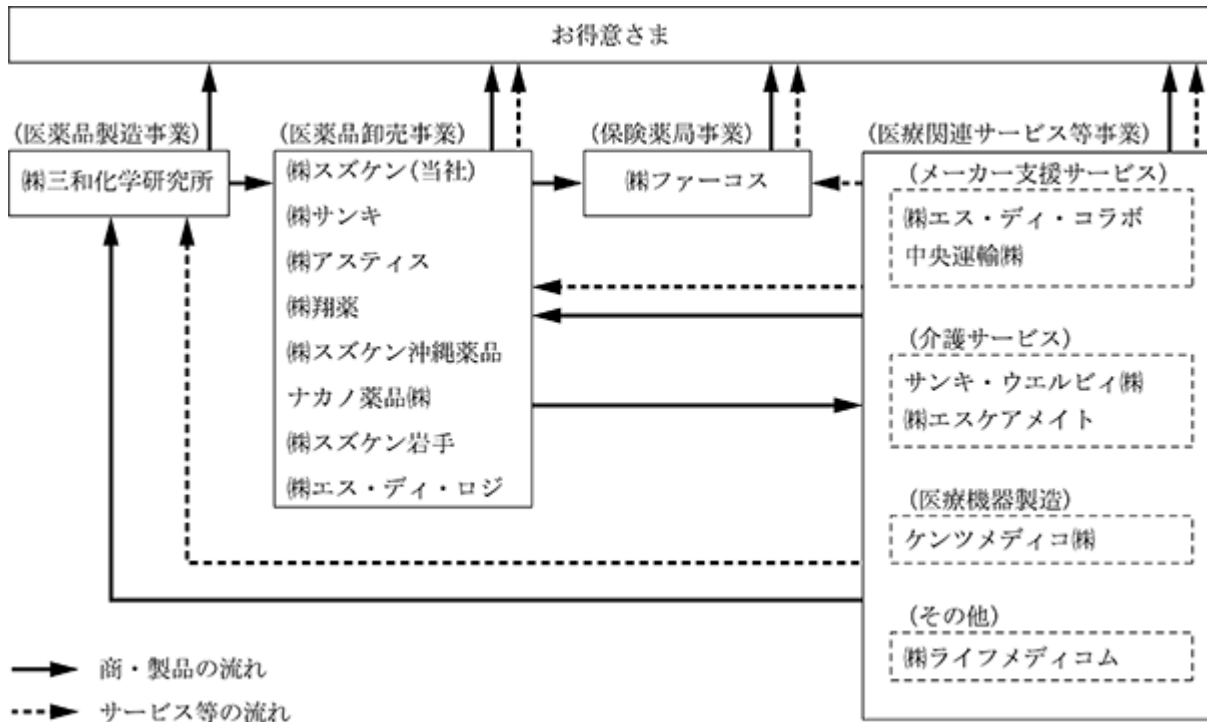 お得意さま
(医薬品製造事業)
㈱三和化学研究所
(医薬品卸売事業)
㈱スズケン(当社)
㈱サンキ
㈱アスティス
㈱翔薬
㈱スズケン沖縄薬品
ナカノ薬品㈱
㈱スズケン岩手
㈱エス・ディ・ロジ
(保険薬局事業)
㈱ファーコス
(医療関連サービス等事業)
(メーカー支援サービス)
㈱エス・ディ・コラボ
中央運輸㈱
(介護サービス)
サンキ・ウエルビィ㈱
㈱エスケアメイト
(医療機器製造)
ケンツメディコ㈱
(その他)
㈱ライフメディコム
商・製品の流れ
サービス等の流れ